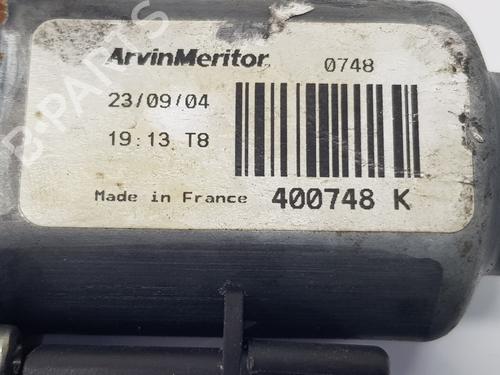 ArvinMeritor 0748
23/09/04
19:13 T8
Made in France 400748 K
B-PARTS